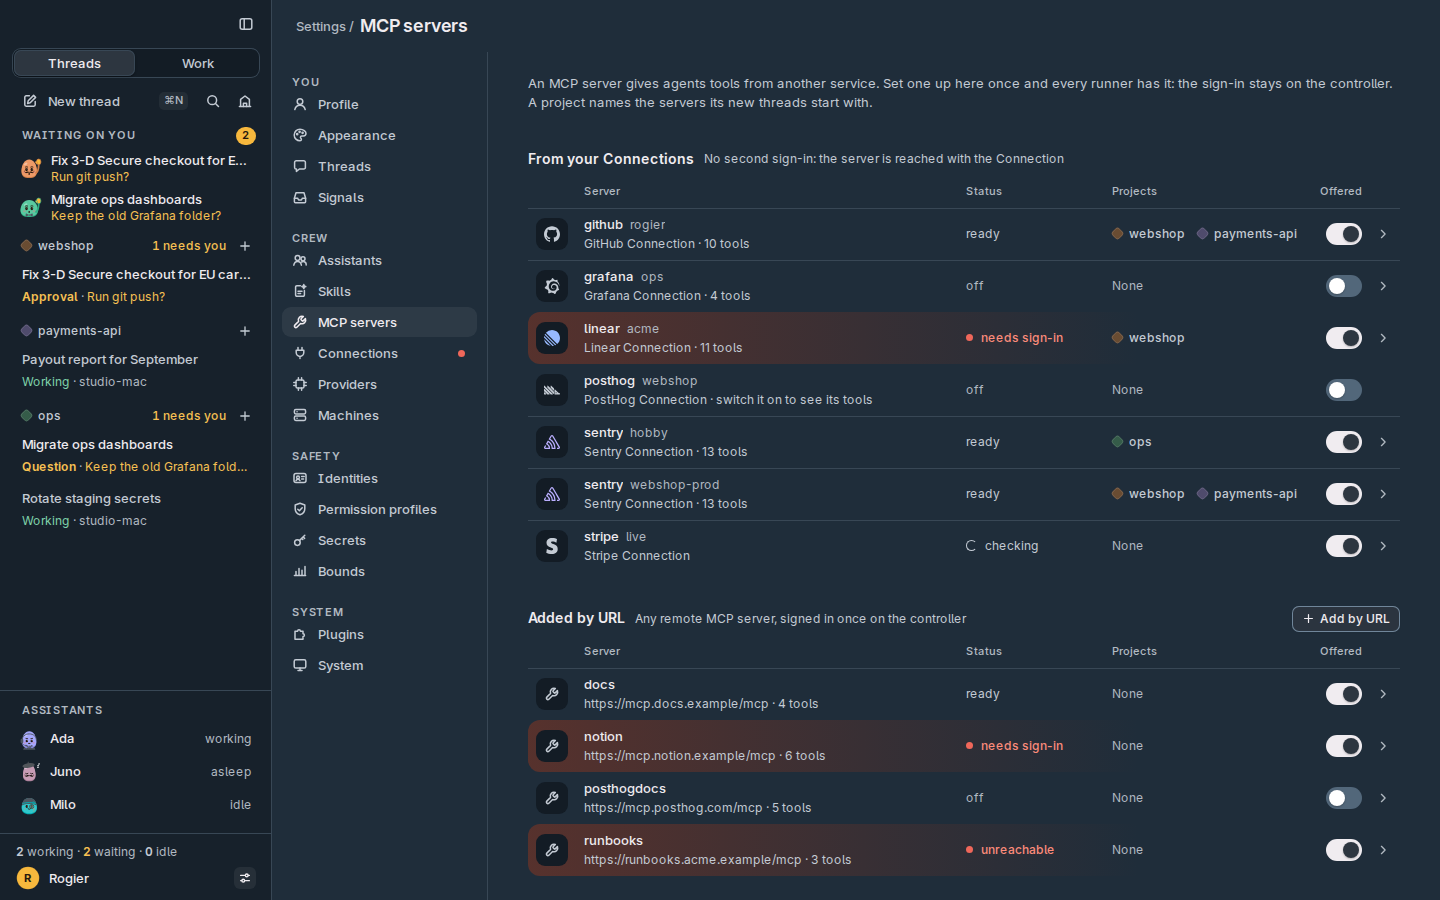 Threads
Work
New thread
⌘N
WAITING ON YOU
2
Fix 3-D Secure checkout for E...
Run git push?
Migrate ops dashboards
Keep the old Grafana folder?
webshop
1 needs you
Fix 3-D Secure checkout for EU car...
Approval · Run git push?
payments-api
Payout report for September
Working · studio-mac
ops
1 needs you
Migrate ops dashboards
Question · Keep the old Grafana fold...
Rotate staging secrets
Working · studio-mac
ASSISTANTS
Ada
working
Juno
asleep
Milo
idle
2 working · 2 waiting · 0 idle
R
Rogier
Settings / MCP servers
YOU
Profile
Appearance
Threads
Signals
CREW
Assistants
Skills
MCP servers
Connections
Providers
Machines
SAFETY
Identities
Permission profiles
Secrets
Bounds
SYSTEM
Plugins
System
An MCP server gives agents tools from another service. Set one up here once and every runner has it: the sign-in stays on the controller.
A project names the servers its new threads start with.
From your Connections
No second sign-in: the server is reached with the Connection
Server
Status
Projects
Offered
github rogier
GitHub Connection · 10 tools
ready
webshop
payments-api
grafana ops
Grafana Connection · 4 tools
off
None
linear acme
Linear Connection · 11 tools
needs sign-in
webshop
posthog webshop
PostHog Connection · switch it on to see its tools
off
None
sentry hobby
Sentry Connection · 13 tools
ready
ops
sentry webshop-prod
Sentry Connection · 13 tools
ready
webshop
payments-api
stripe live
Stripe Connection
checking
None
Added by URL
Any remote MCP server, signed in once on the controller
Add by URL
Server
Status
Projects
Offered
docs
https://mcp.docs.example/mcp · 4 tools
ready
None
notion
https://mcp.notion.example/mcp · 6 tools
needs sign-in
None
posthogdocs
https://mcp.posthog.com/mcp · 5 tools
off
None
runbooks
https://runbooks.acme.example/mcp · 3 tools
unreachable
None